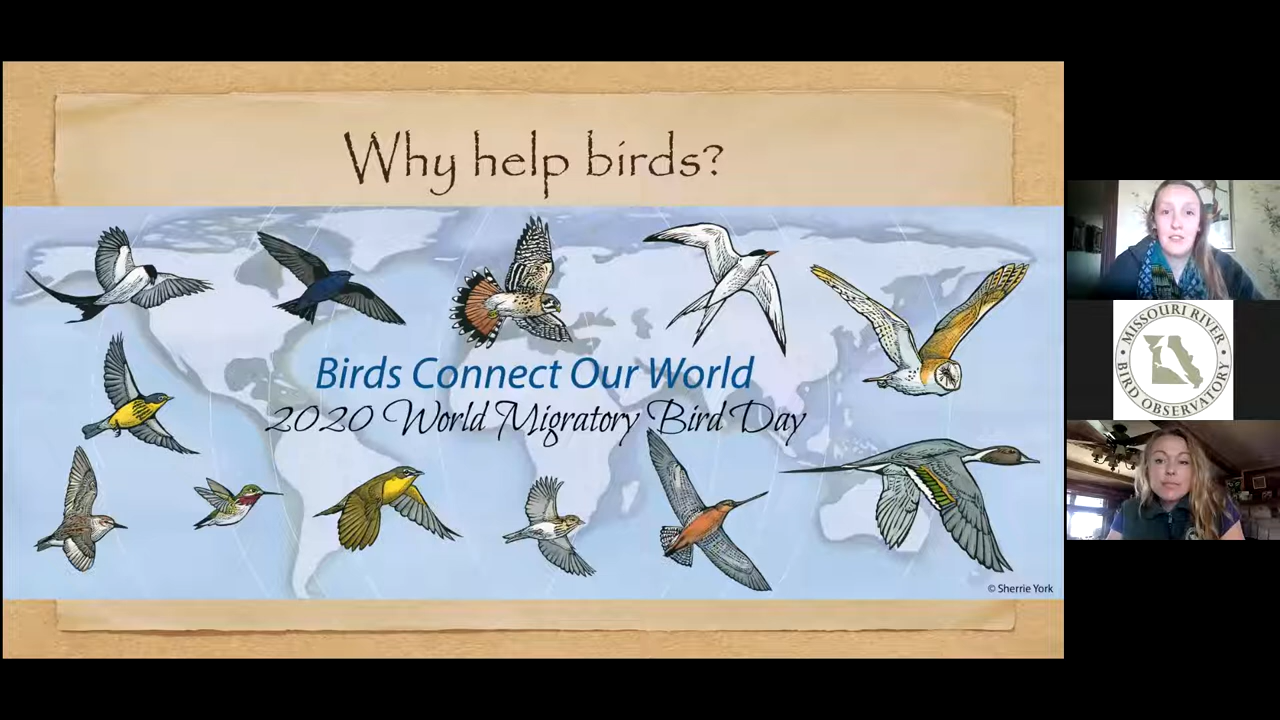 Why help birds?
Birds Connect Our World
2020 World Migratory Bird Day
© Sherrie York
MISSOURI RIVER
BIRD OBSERVATORY